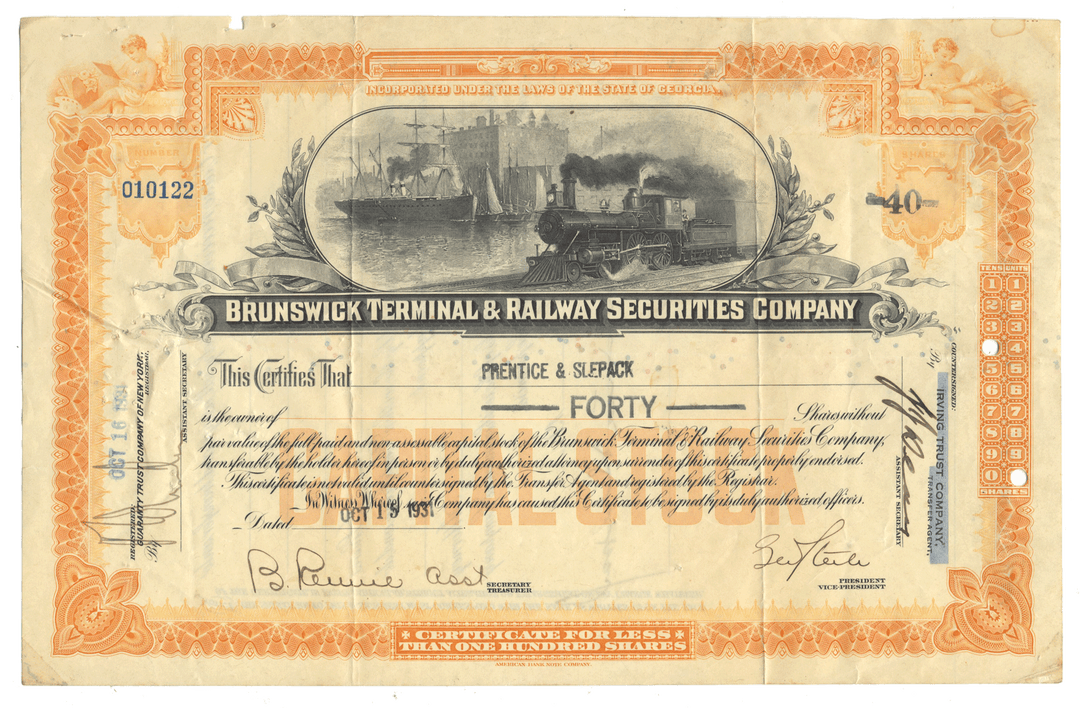 INCORPORATED UNDER THE LAWS OF THE STATE OF GEORGIA.
NUMBER
010122
SHARES
40
BRUNSWICK TERMINAL & RAILWAY SECURITIES COMPANY
This Certifies That PRENTICE & SLEPACK
is the owner of FORTY Shares without
par value of the full paid and non assessable capital stock of the Brunswick Terminal & Railway Securities Company,
transferable by the holder hereof in person or by duly authorized attorney upon surrender of this certificate properly endorsed.
This certificate is not valid until countersigned by the Transfer Agent and registered by the Registrar.
In Witness Whereof, said Company has caused this Certificate to be signed by its duly authorized officers.
Dated OCT 15 1931
CAPITAL STOCK
B. Rennie Asst
SECRETARY
TREASURER
PRESIDENT
VICE-PRESIDENT
OCT 16 1931
REGISTERED:
GUARANTY TRUST COMPANY OF NEW YORK,
REGISTRAR.
By
ASSISTANT SECRETARY
COUNTERSIGNED:
IRVING TRUST COMPANY,
TRANSFER AGENT,
By
ASSISTANT SECRETARY
TENS UNITS
1 1
2 2
3
4
5 5
6 6
7 7
8 8
9 9
0
SHARES
CERTIFICATE FOR LESS
THAN ONE HUNDRED SHARES
AMERICAN BANK NOTE COMPANY.